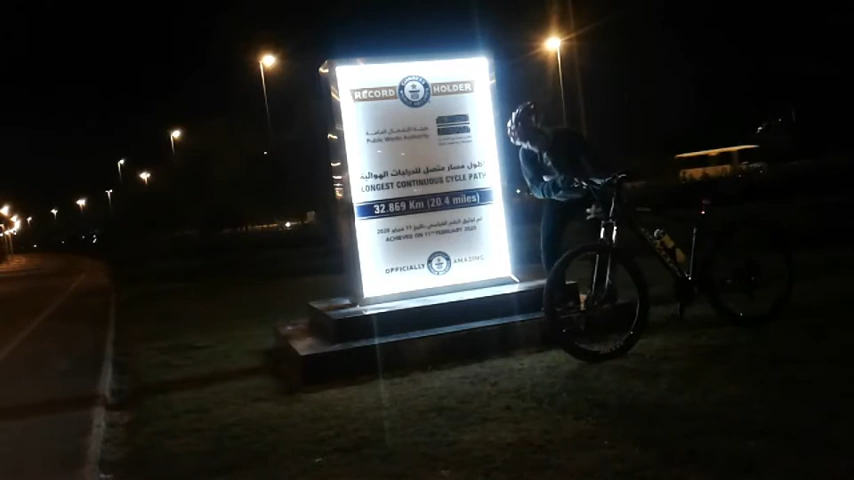 RECORD HOLDER
هيئة الأشغال العامة
Public Works Authority
أطول مسار متصل للدراجات الهوائية
LONGEST CONTINUOUS CYCLE PATH
32.869 Km (20.4 miles)
ACHIEVED ON 11TH FEBRUARY 2020
OFFICIALLY AMAZING